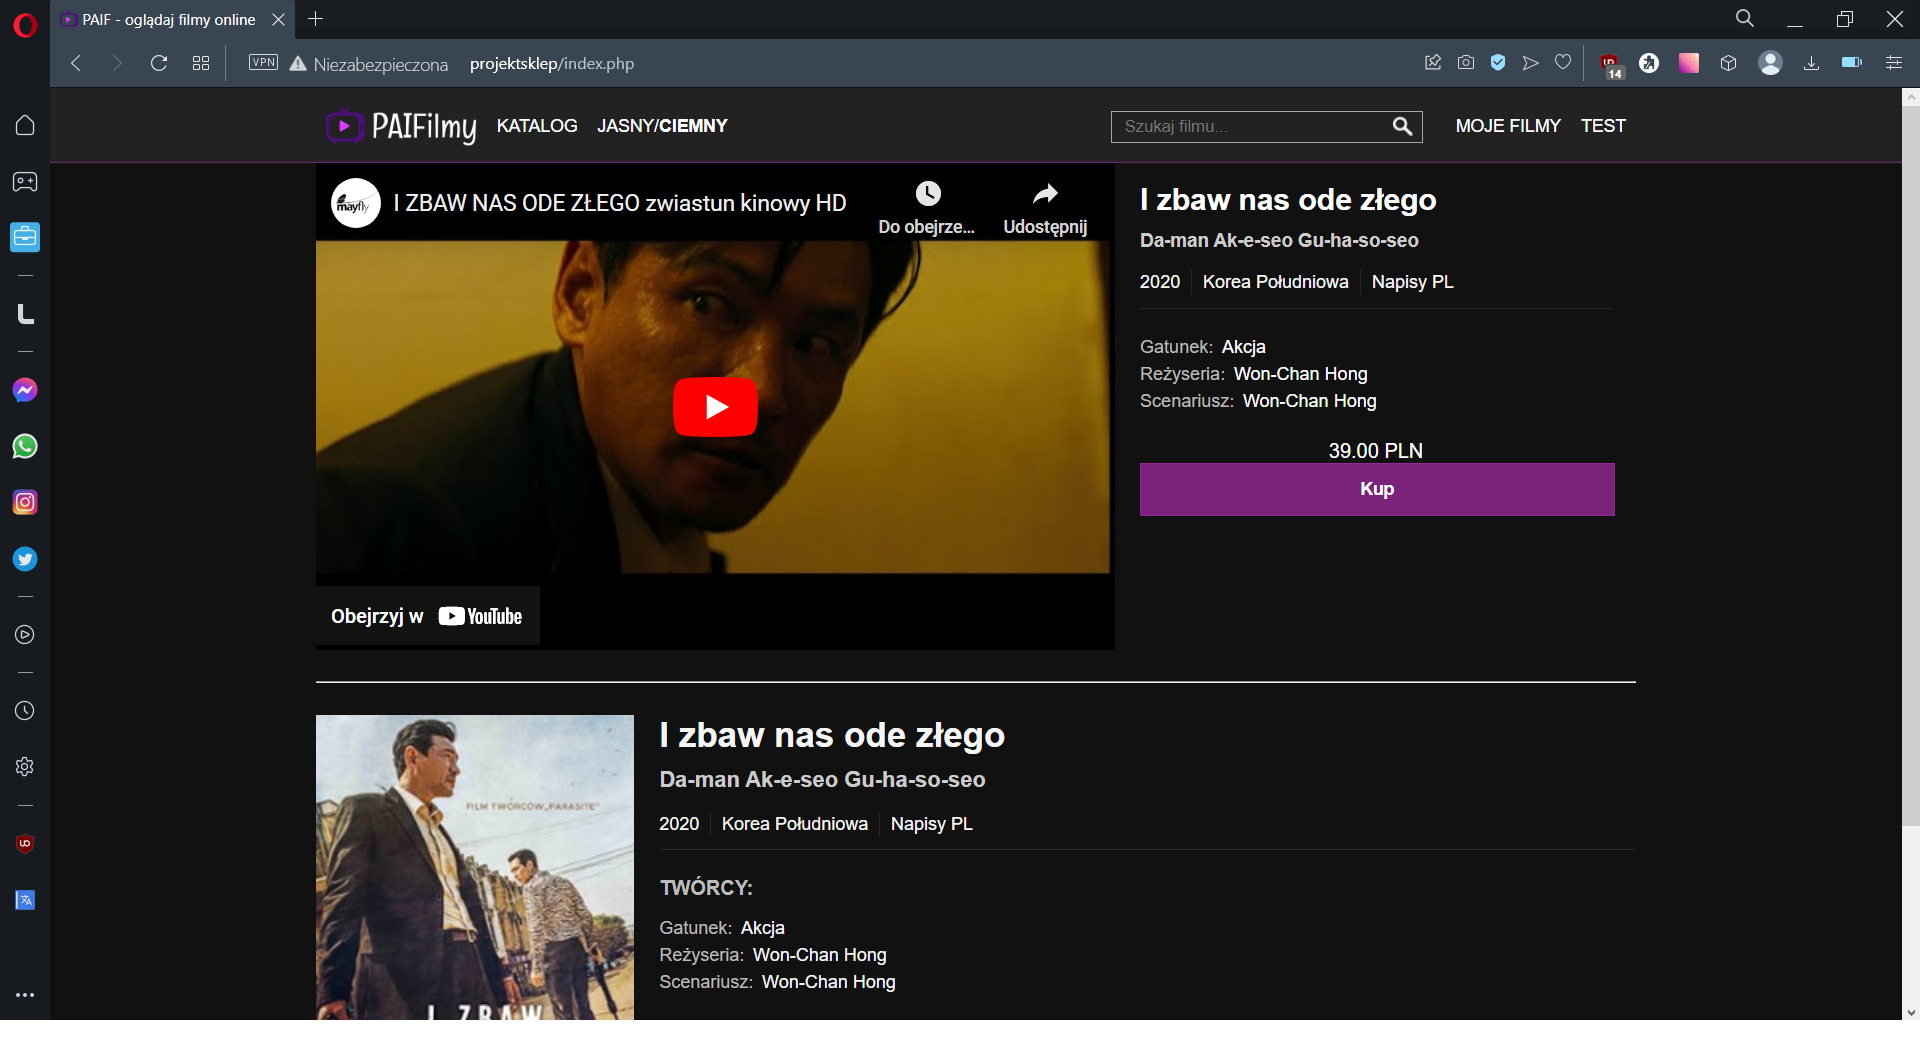 PAIF - oglądaj filmy online
VPN Niezabezpieczona projektsklep/index.php
14
PAIFilmy KATALOG JASNY/CIEMNY Szukaj filmu... MOJE FILMY TEST
mayfly I ZBAW NAS ODE ZŁEGO zwiastun kinowy HD
Do obejrze... Udostępnij
Obejrzyj w YouTube
I zbaw nas ode złego
Da-man Ak-e-seo Gu-ha-so-seo
2020 Korea Południowa Napisy PL
Gatunek: Akcja
Reżyseria: Won-Chan Hong
Scenariusz: Won-Chan Hong
39.00 PLN
Kup
FILM TWÓRCÓW „PARASITE"
I ZBAW
I zbaw nas ode złego
Da-man Ak-e-seo Gu-ha-so-seo
2020 Korea Południowa Napisy PL
TWÓRCY:
Gatunek: Akcja
Reżyseria: Won-Chan Hong
Scenariusz: Won-Chan Hong